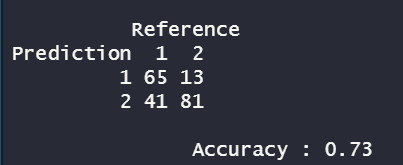 Reference
Prediction 1 2
1 65 13
2 41 81
Accuracy : 0.73